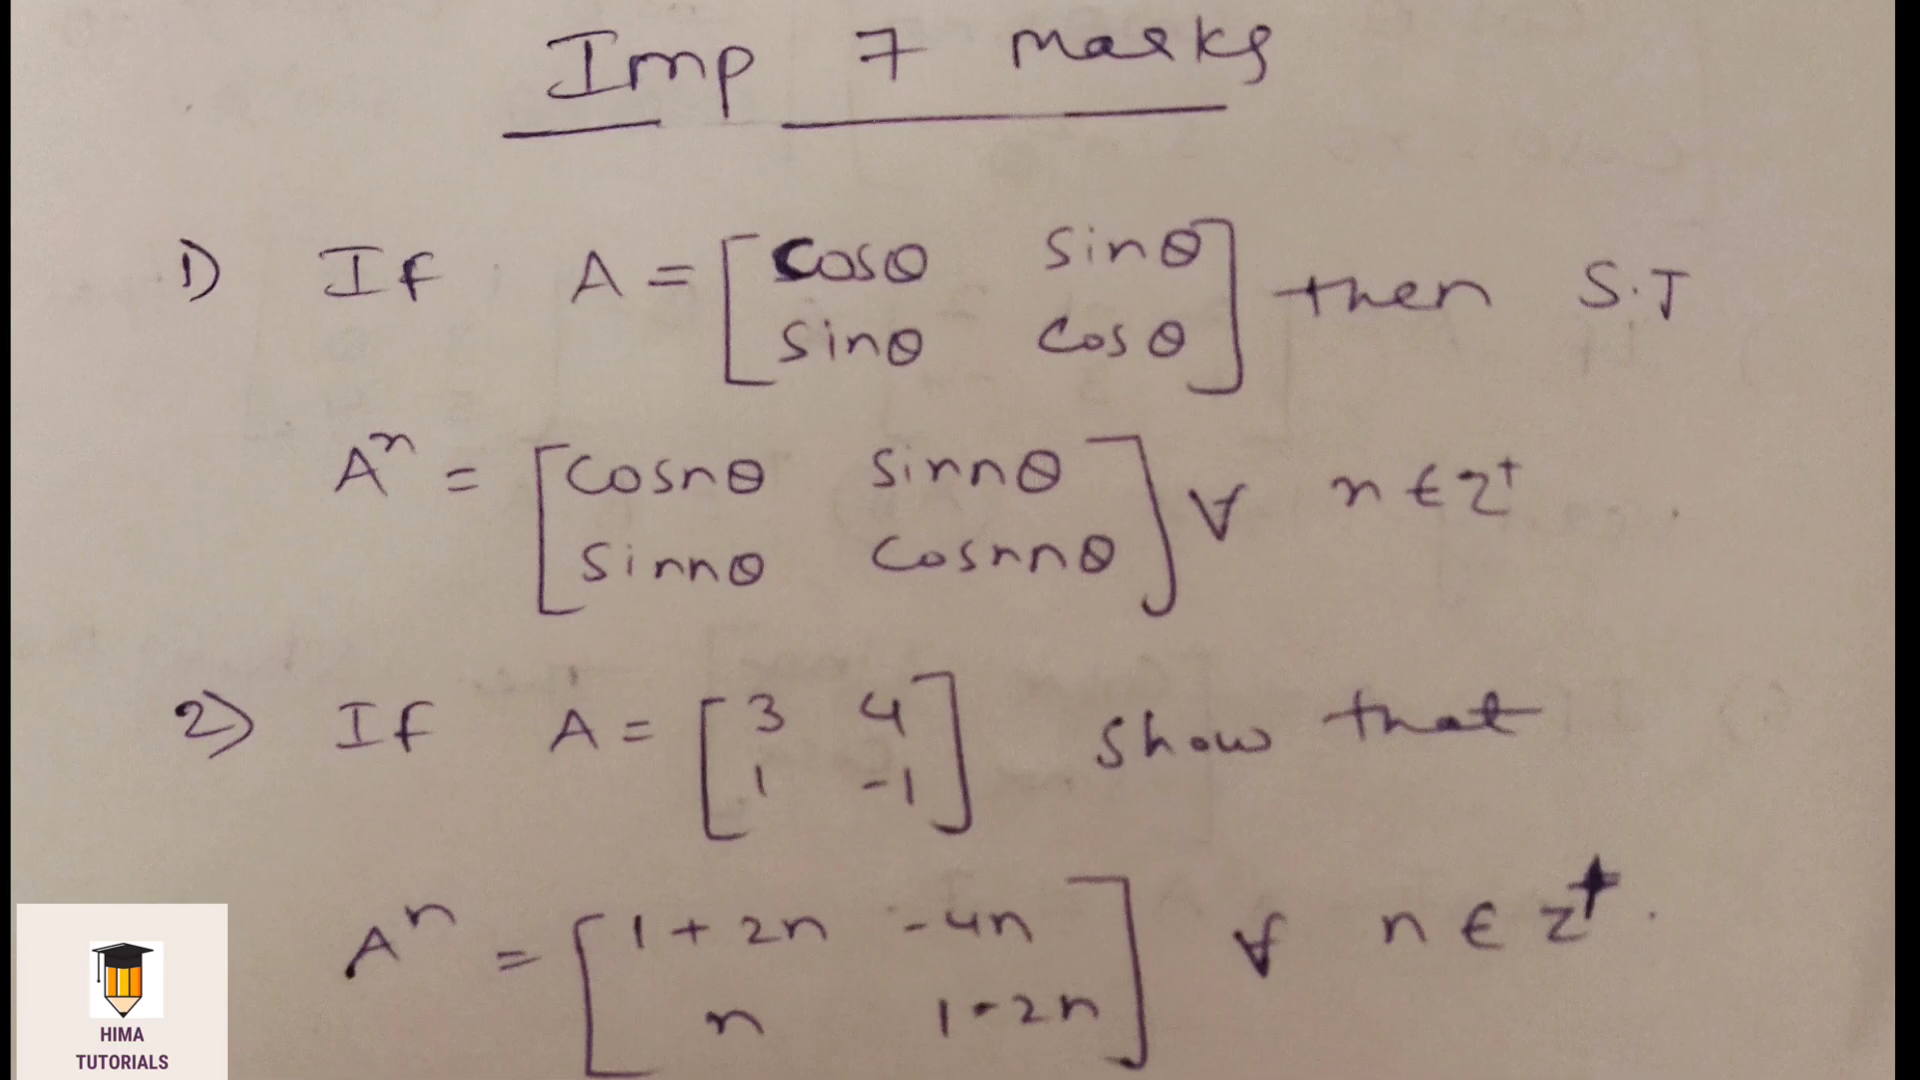 Imp 7 marks
1) If A = [cosθ sinθ] then S.T
[sinθ cosθ]
Aⁿ = [cosnθ sinnθ] ∀ n ∈ z⁺
[sinnθ cosnnθ]
2) If A = [3 4] show that
[1 -1]
Aⁿ = [1+2n -4n] ∀ n ∈ z⁺.
[n 1-2n]
HIMA
TUTORIALS